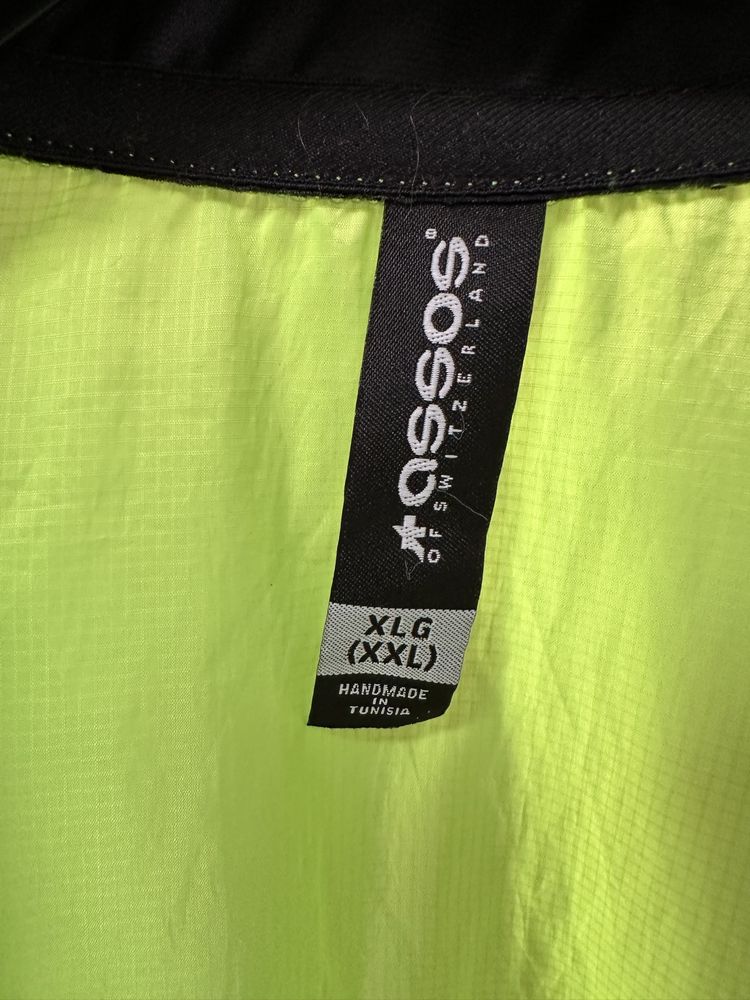 assos®
OF SWITZERLAND
XLG
(XXL)
HANDMADE
IN
TUNISIA